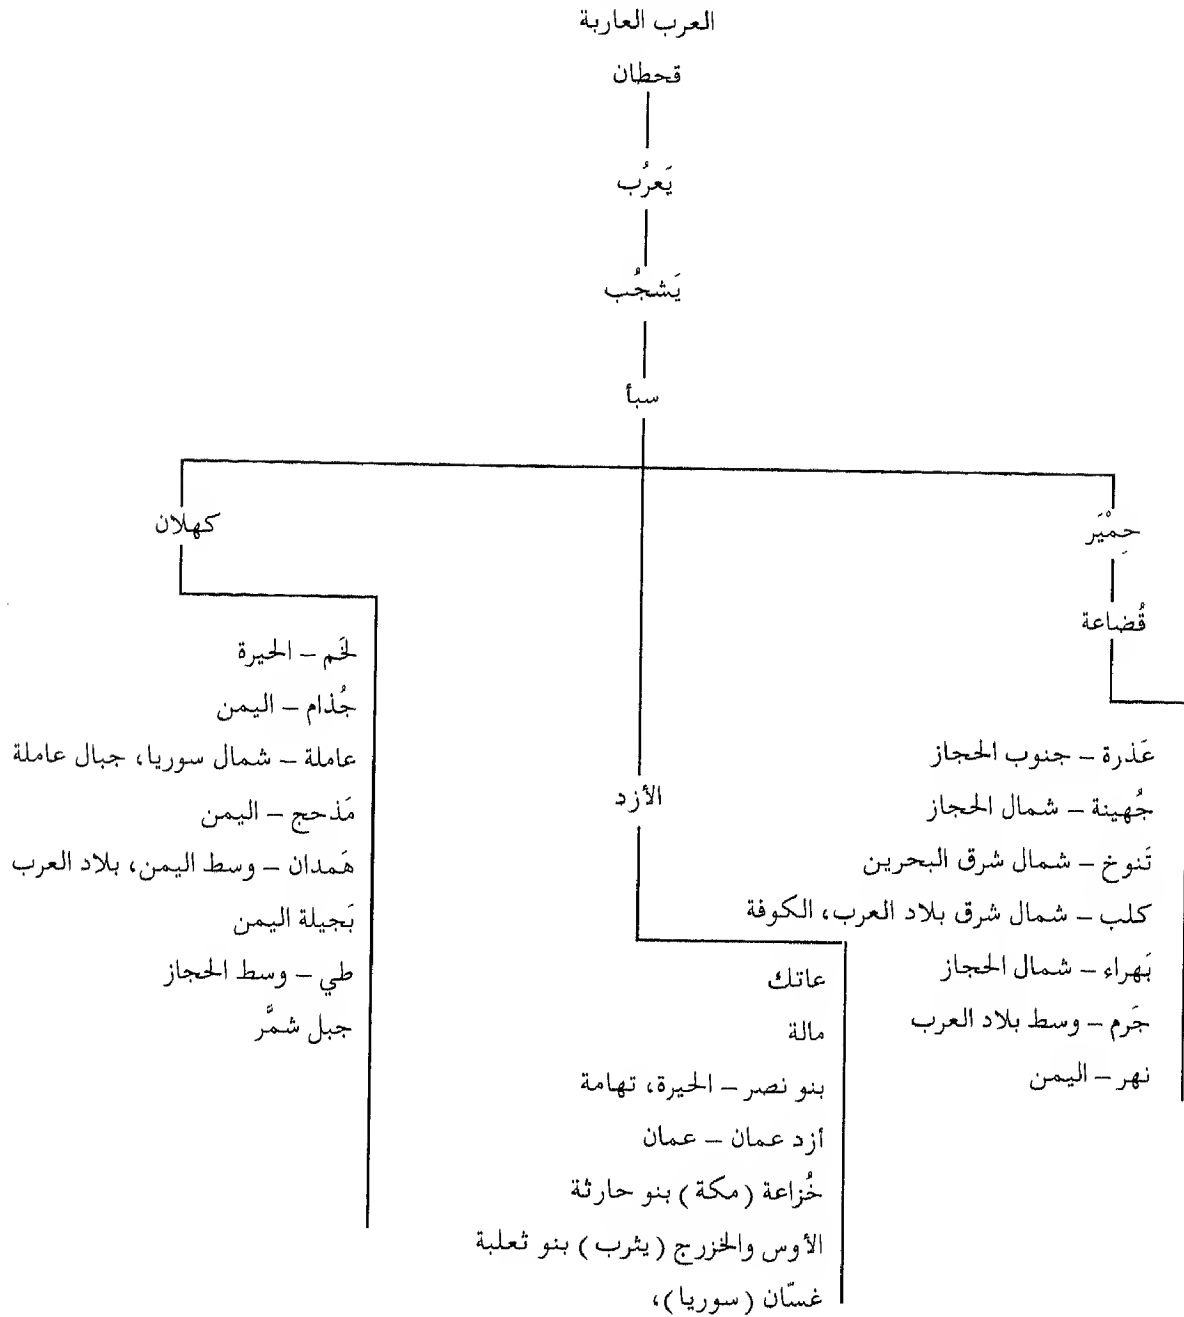 العرب العاربة
قحطان
يَعرُب
يَشجُب
سبأ
حِمْيَر
قُضاعة
عَذرة – جنوب الحجاز
جُهينة – شمال الحجاز
تَنوخ – شمال شرق البحرين
كلب – شمال شرق بلاد العرب، الكوفة
بَهراء – شمال الحجاز
جَرم – وسط بلاد العرب
نهر – اليمن
الأزد
عاتك
مالة
بنو نصر – الحيرة، تهامة
أزد عمان – عمان
خُزاعة (مكة) بنو حارثة
الأوس والخزرج (يثرب) بنو ثعلبة
غسّان (سوريا)،
كهلان
لَخَم – الحيرة
جُذام – اليمن
عاملة – شمال سوريا، جبال عاملة
مَذحج – اليمن
هَمدان – وسط اليمن، بلاد العرب
بَجيلة اليمن
طي – وسط الحجاز
جبل شمَّر